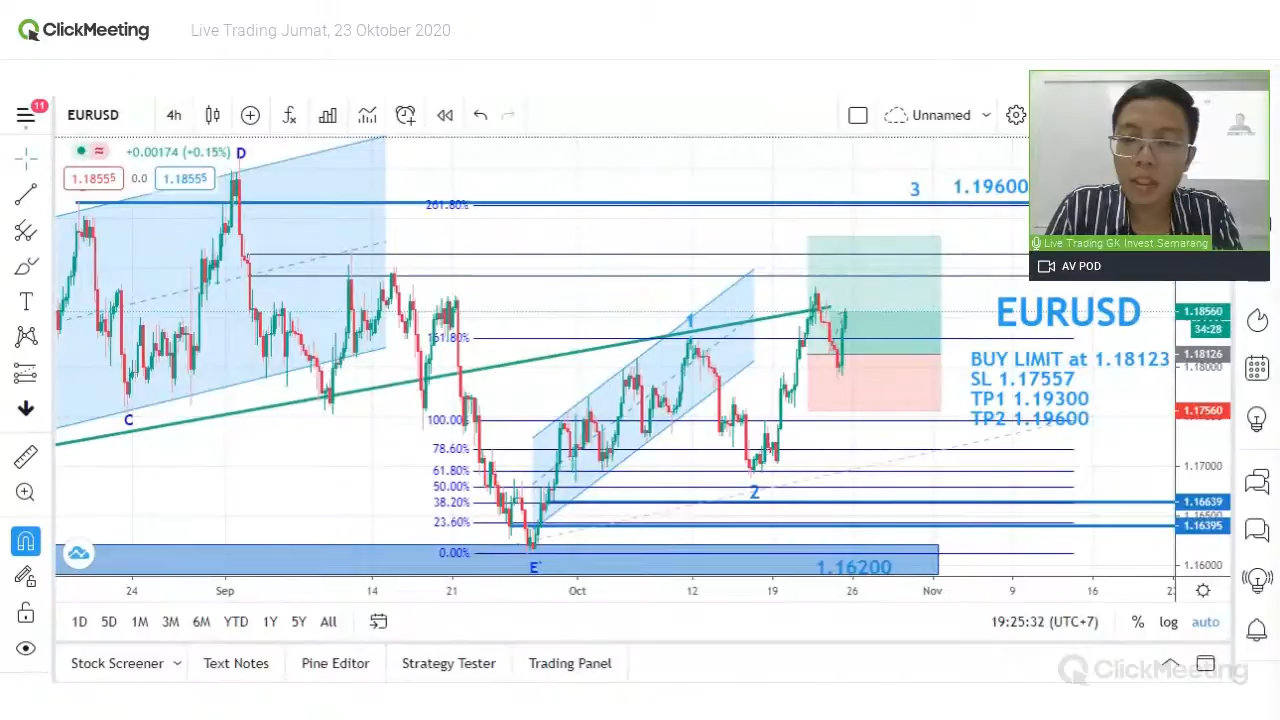 ClickMeeting
Live Trading Jumat, 23 Oktober 2020
11
EURUSD
4h
Unnamed
+0.00174 (+0.15%)
1.18555
0.0
1.18555
D
C
E
1
2
3
1.19600
261.80%
161.80%
100.00%
78.60%
61.80%
50.00%
38.20%
23.60%
0.00%
1.16200
EURUSD
BUY LIMIT at 1.18123
SL 1.17557
TP1 1.19300
TP2 1.19600
Live Trading GK Invest Semarang
AV POD
1.18560
34:28
1.18126
1.18000
1.17560
1.17000
1.16639
1.16395
1.16000
24
Sep
14
21
Oct
12
19
26
Nov
9
16
1D
5D
1M
3M
6M
YTD
1Y
5Y
All
19:25:32 (UTC+7)
%
log
auto
Stock Screener
Text Notes
Pine Editor
Strategy Tester
Trading Panel
ClickMeeting